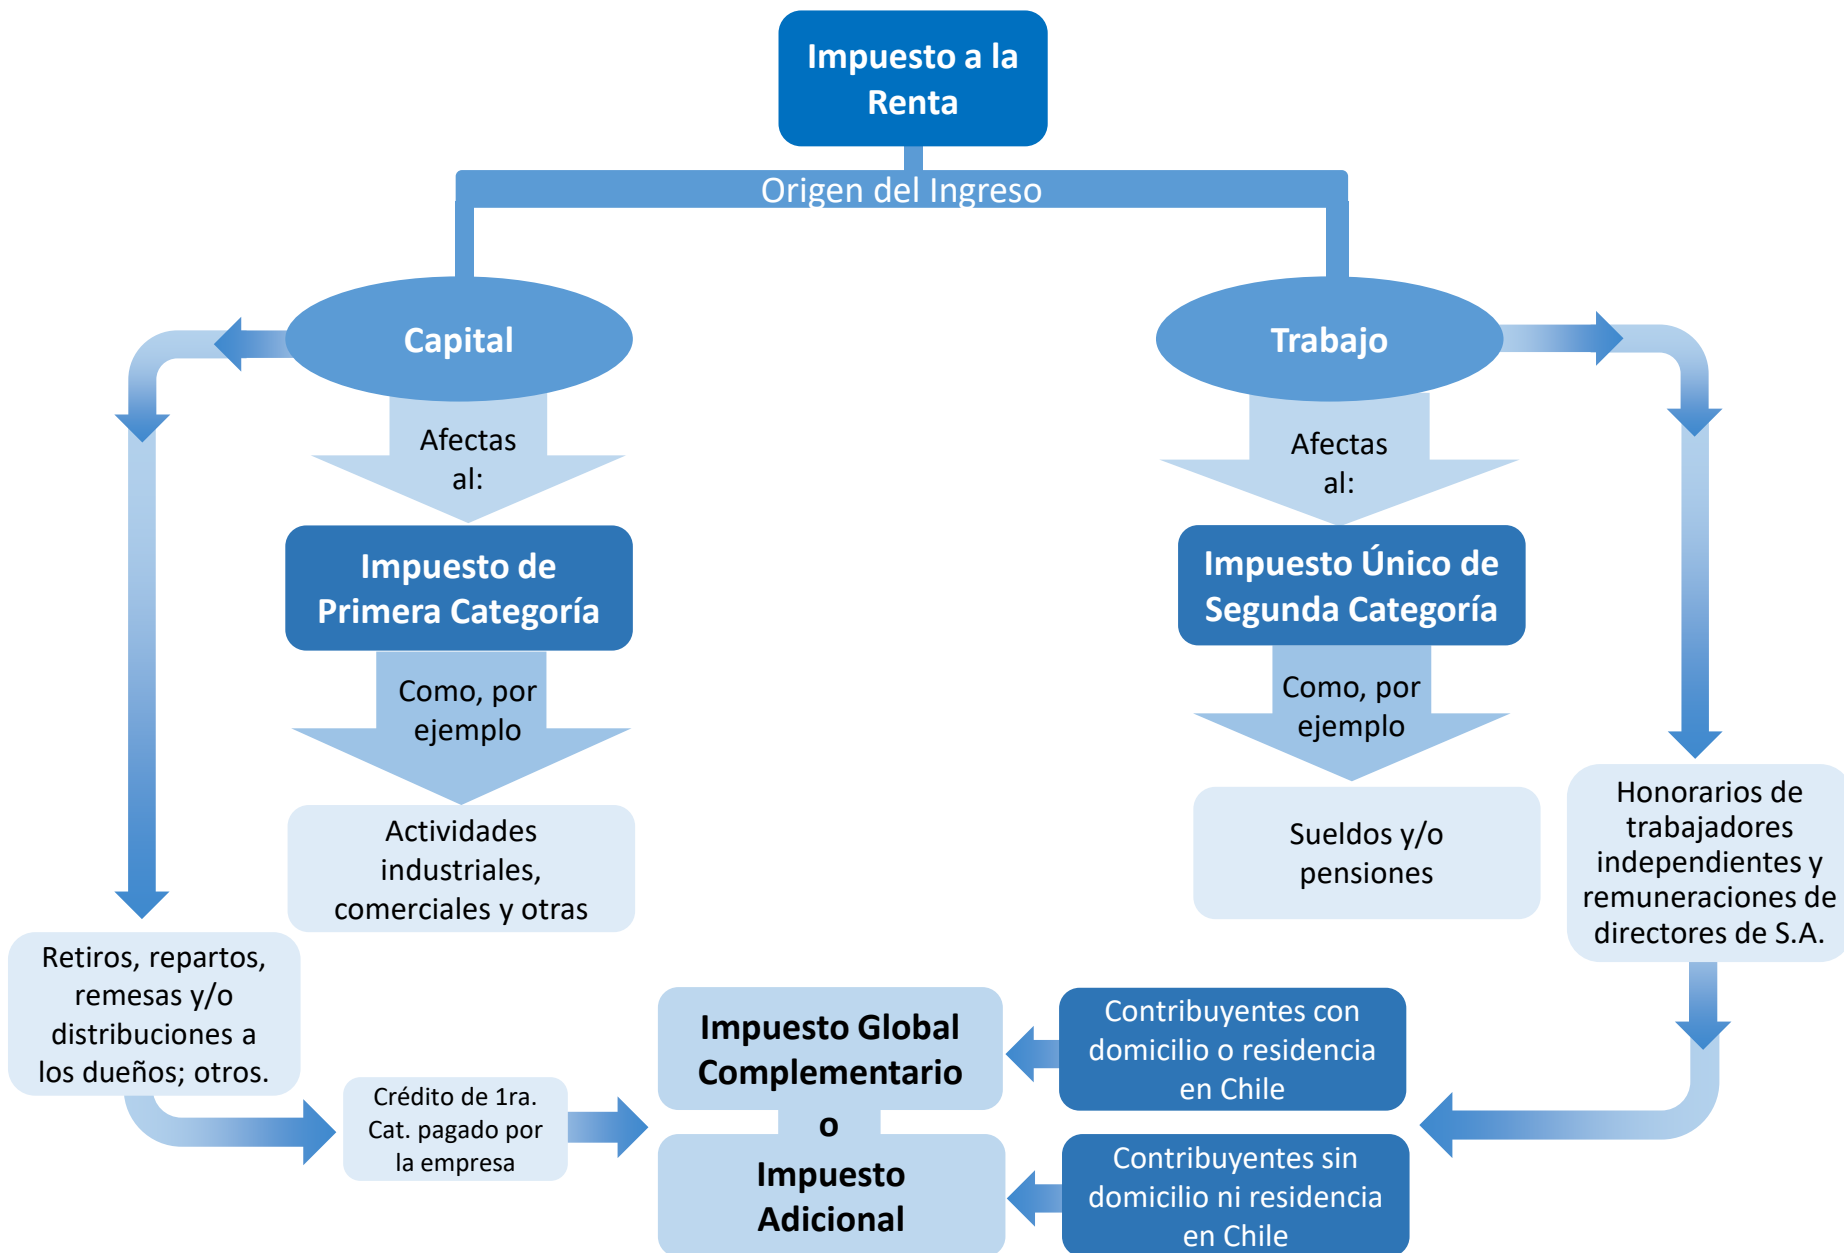 Impuesto a la
Renta
Origen del Ingreso
Capital
Trabajo
Afectas
al:
Afectas
al:
Impuesto de
Primera Categoría
Impuesto Único de
Segunda Categoría
Como, por
ejemplo
Como, por
ejemplo
Actividades
industriales,
comerciales y otras
Sueldos y/o
pensiones
Honorarios de
trabajadores
independientes y
remuneraciones de
directores de S.A.
Retiros, repartos,
remesas y/o
distribuciones a
los dueños; otros.
Crédito de 1ra.
Cat. pagado por
la empresa
Impuesto Global
Complementario
o
Impuesto
Adicional
Contribuyentes con
domicilio o residencia
en Chile
Contribuyentes sin
domicilio ni residencia
en Chile